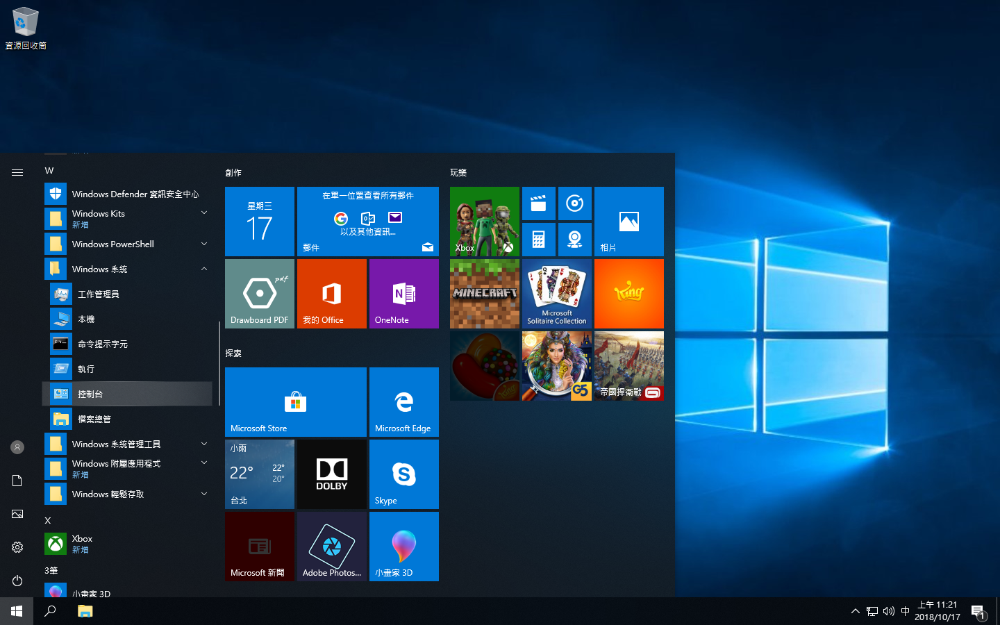 資源回收筒
W
Windows Defender 資訊安全中心
Windows Kits
新增
Windows PowerShell
Windows 系統
工作管理員
本機
命令提示字元
執行
控制台
檔案總管
Windows 系統管理工具
Windows 附屬應用程式
新增
Windows 輕鬆存取
X
Xbox
新增
3筆
小畫家 3D
創作
星期三
17
在單一位置查看所有郵件
以及其他資訊...
郵件
Drawboard PDF
pdf
我的 Office
OneNote
探索
Microsoft Store
Microsoft Edge
小雨
22°
22°
20°
台北
DOLBY
Skype
Microsoft 新聞
Adobe Photos...
小畫家 3D
玩樂
Xbox
相片
MINECRAFT
Microsoft
Solitaire Collection
King
G5
帝國捍衛戰
中
上午 11:21
2018/10/17
1